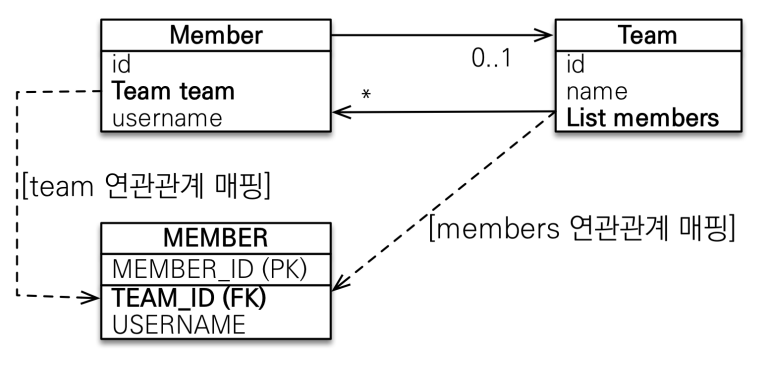 Member
id
Team team
username
0..1
*
Team
id
name
List members
[team 연관관계 매핑]
[members 연관관계 매핑]
MEMBER
MEMBER_ID (PK)
TEAM_ID (FK)
USERNAME